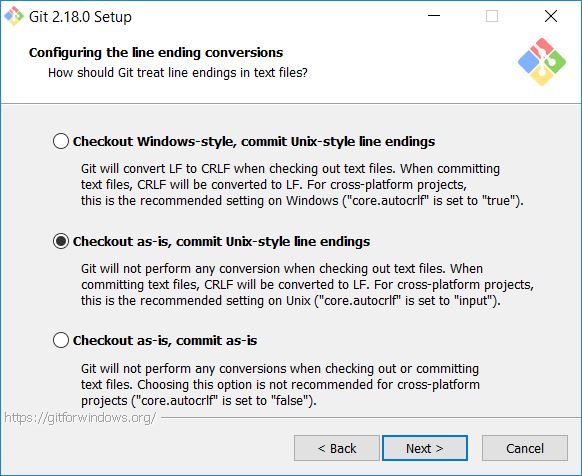 Git 2.18.0 Setup
Configuring the line ending conversions
How should Git treat line endings in text files?
Checkout Windows-style, commit Unix-style line endings
Git will convert LF to CRLF when checking out text files. When committing
text files, CRLF will be converted to LF. For cross-platform projects,
this is the recommended setting on Windows ("core.autocrlf" is set to "true").
Checkout as-is, commit Unix-style line endings
Git will not perform any conversion when checking out text files. When
committing text files, CRLF will be converted to LF. For cross-platform projects,
this is the recommended setting on Unix ("core.autocrlf" is set to "input").
Checkout as-is, commit as-is
Git will not perform any conversions when checking out or committing
text files. Choosing this option is not recommended for cross-platform
projects ("core.autocrlf" is set to "false").
https://gitforwindows.org/
< Back
Next >
Cancel